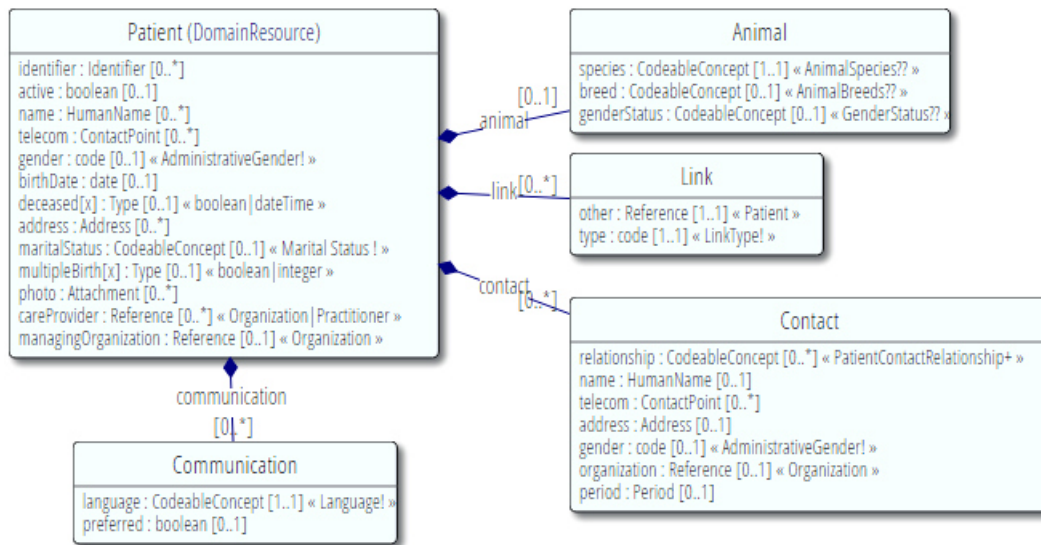 Patient (DomainResource)
identifier : Identifier [0..*]
active : boolean [0..1]
name : HumanName [0..*]
telecom : ContactPoint [0..*]
gender : code [0..1] « AdministrativeGender! »
birthDate : date [0..1]
deceased[x] : Type [0..1] « boolean|dateTime »
address : Address [0..*]
maritalStatus : CodeableConcept [0..1] « Marital Status ! »
multipleBirth[x] : Type [0..1] « boolean|integer »
photo : Attachment [0..*]
careProvider : Reference [0..*] « Organization|Practitioner »
managingOrganization : Reference [0..1] « Organization »
[0..1]
animal
Animal
species : CodeableConcept [1..1] « AnimalSpecies?? »
breed : CodeableConcept [0..1] « AnimalBreeds?? »
genderStatus : CodeableConcept [0..1] « GenderStatus?? »
link
[0..*]
Link
other : Reference [1..1] « Patient »
type : code [1..1] « LinkType! »
contact
[0..*]
Contact
relationship : CodeableConcept [0..*] « PatientContactRelationship+ »
name : HumanName [0..1]
telecom : ContactPoint [0..*]
address : Address [0..1]
gender : code [0..1] « AdministrativeGender! »
organization : Reference [0..1] « Organization »
period : Period [0..1]
communication
[0..*]
Communication
language : CodeableConcept [1..1] « Language! »
preferred : boolean [0..1]